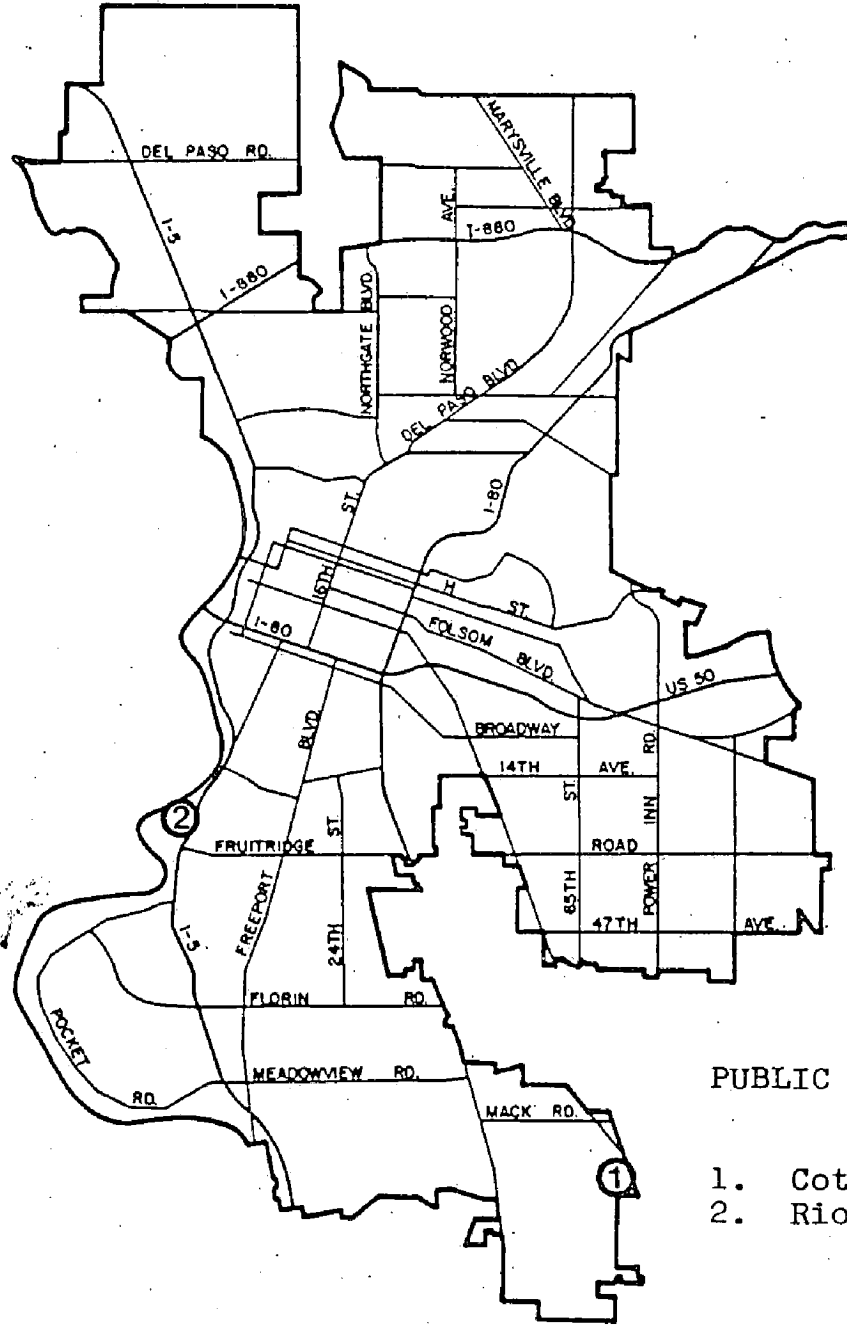 MARYSVILLE BLVD.
DEL PASO RD.
AVE.
I-5
I-880
I-880
NORTHGATE BLVD.
NORWOOD
DEL PASO BLVD.
I-80
16TH ST.
H ST.
I-80
FOLSOM BLVD.
US 50
BLVD.
BROADWAY
14TH AVE.
RD.
ST.
2
ST.
FRUITRIDGE
ROAD
INN
FREEPORT
65TH
POWER
I-5
24TH
47TH AVE.
FLORIN RD.
POCKET
MEADOWVIEW RD.
PUBLIC
RD.
MACK RD.
1
1. Cot
2. Rio